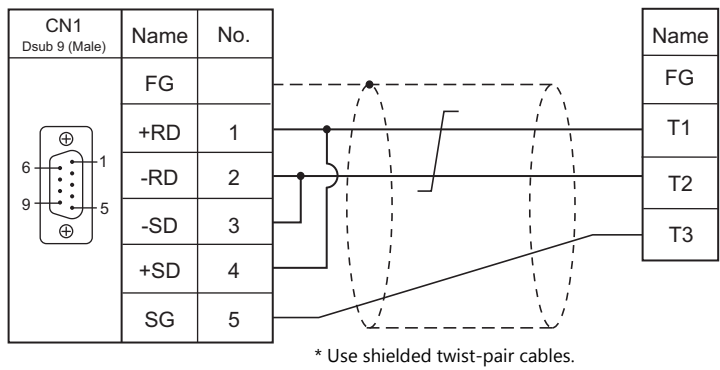 CN1
Dsub 9 (Male)
Name No.
Name
FG
FG
+RD 1
T1
6 1
-RD 2
T2
9 5
-SD 3
T3
+SD 4
SG 5
* Use shielded twist-pair cables.